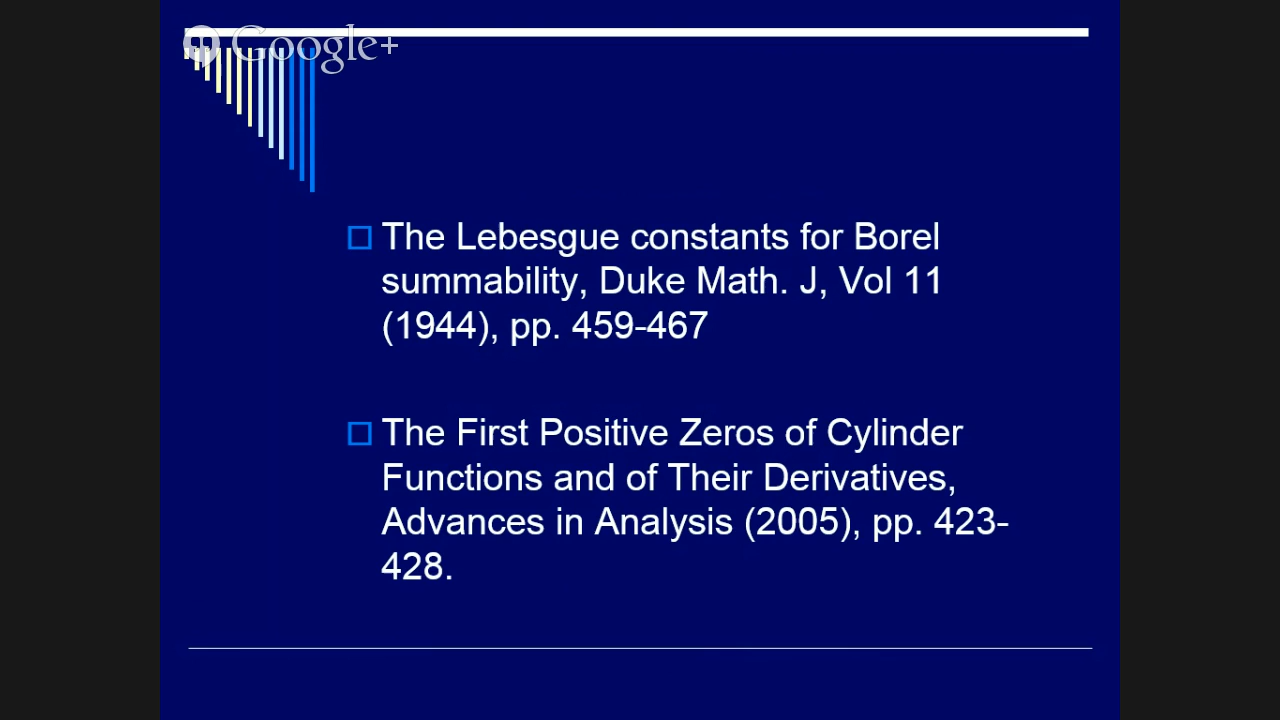 Google+
The Lebesgue constants for Borel
summability, Duke Math. J, Vol 11
(1944), pp. 459-467
The First Positive Zeros of Cylinder
Functions and of Their Derivatives,
Advances in Analysis (2005), pp. 423-
428.